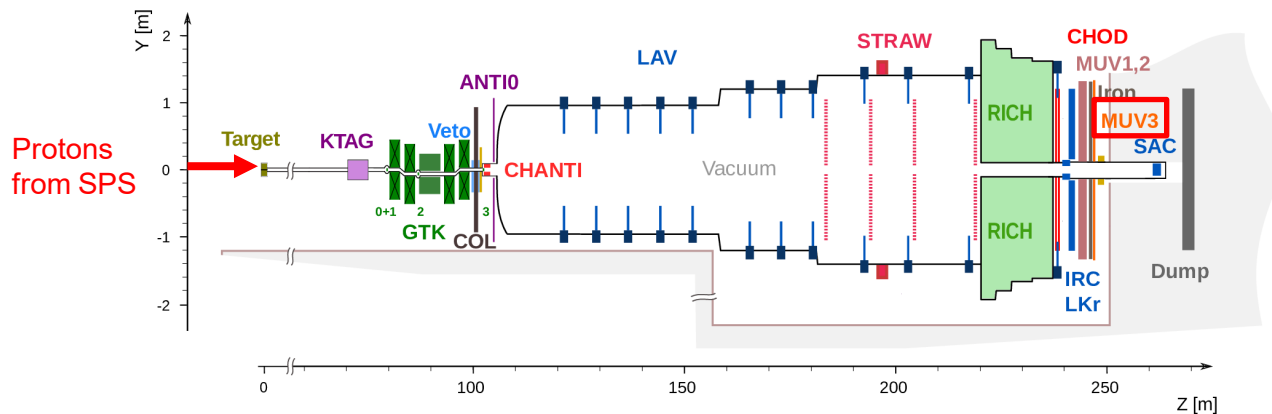 Y [m]
2
1
0
-1
-2
Protons
from SPS
Target
KTAG
0+1
2
GTK
3
Veto
COL
ANTI0
CHANTI
LAV
Vacuum
STRAW
RICH
RICH
CHOD
MUV1,2
Iron
MUV3
SAC
IRC
LKr
Dump
0
100
150
200
250
Z [m]